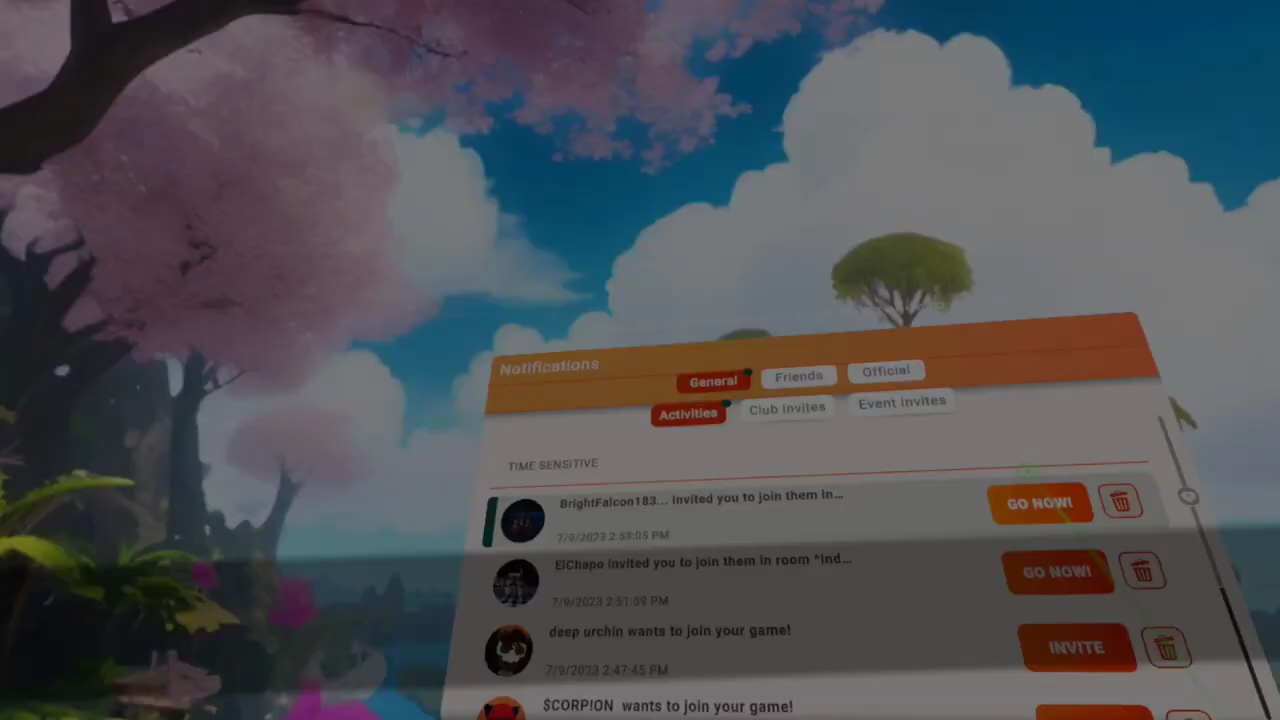 Notifications
General
Friends
Official
Activities
Club Invites
Event Invites
TIME SENSITIVE
BrightFalcon183... invited you to join them in...
7/9/2023 2:53:05 PM
GO NOW!
ElChapo invited you to join them in room ^Ind...
7/9/2023 2:51:59 PM
GO NOW!
deep urchin wants to join your game!
7/9/2023 2:47:45 PM
INVITE
$CORP!ON wants to join your game!